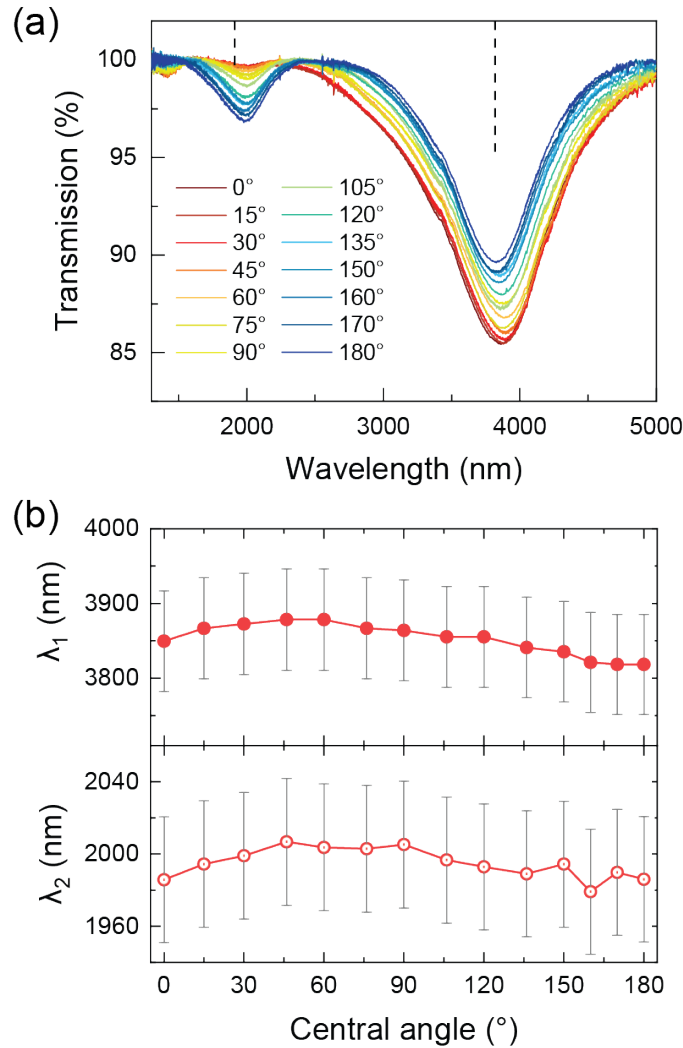 (a)
100
95
90
85
Transmission (%)
0° 105°
15° 120°
30° 135°
45° 150°
60° 160°
75° 170°
90° 180°
2000 3000 4000 5000
Wavelength (nm)
(b)
4000
3900
3800
λ1 (nm)
2040
2000
1960
λ2 (nm)
0 30 60 90 120 150 180
Central angle (°)